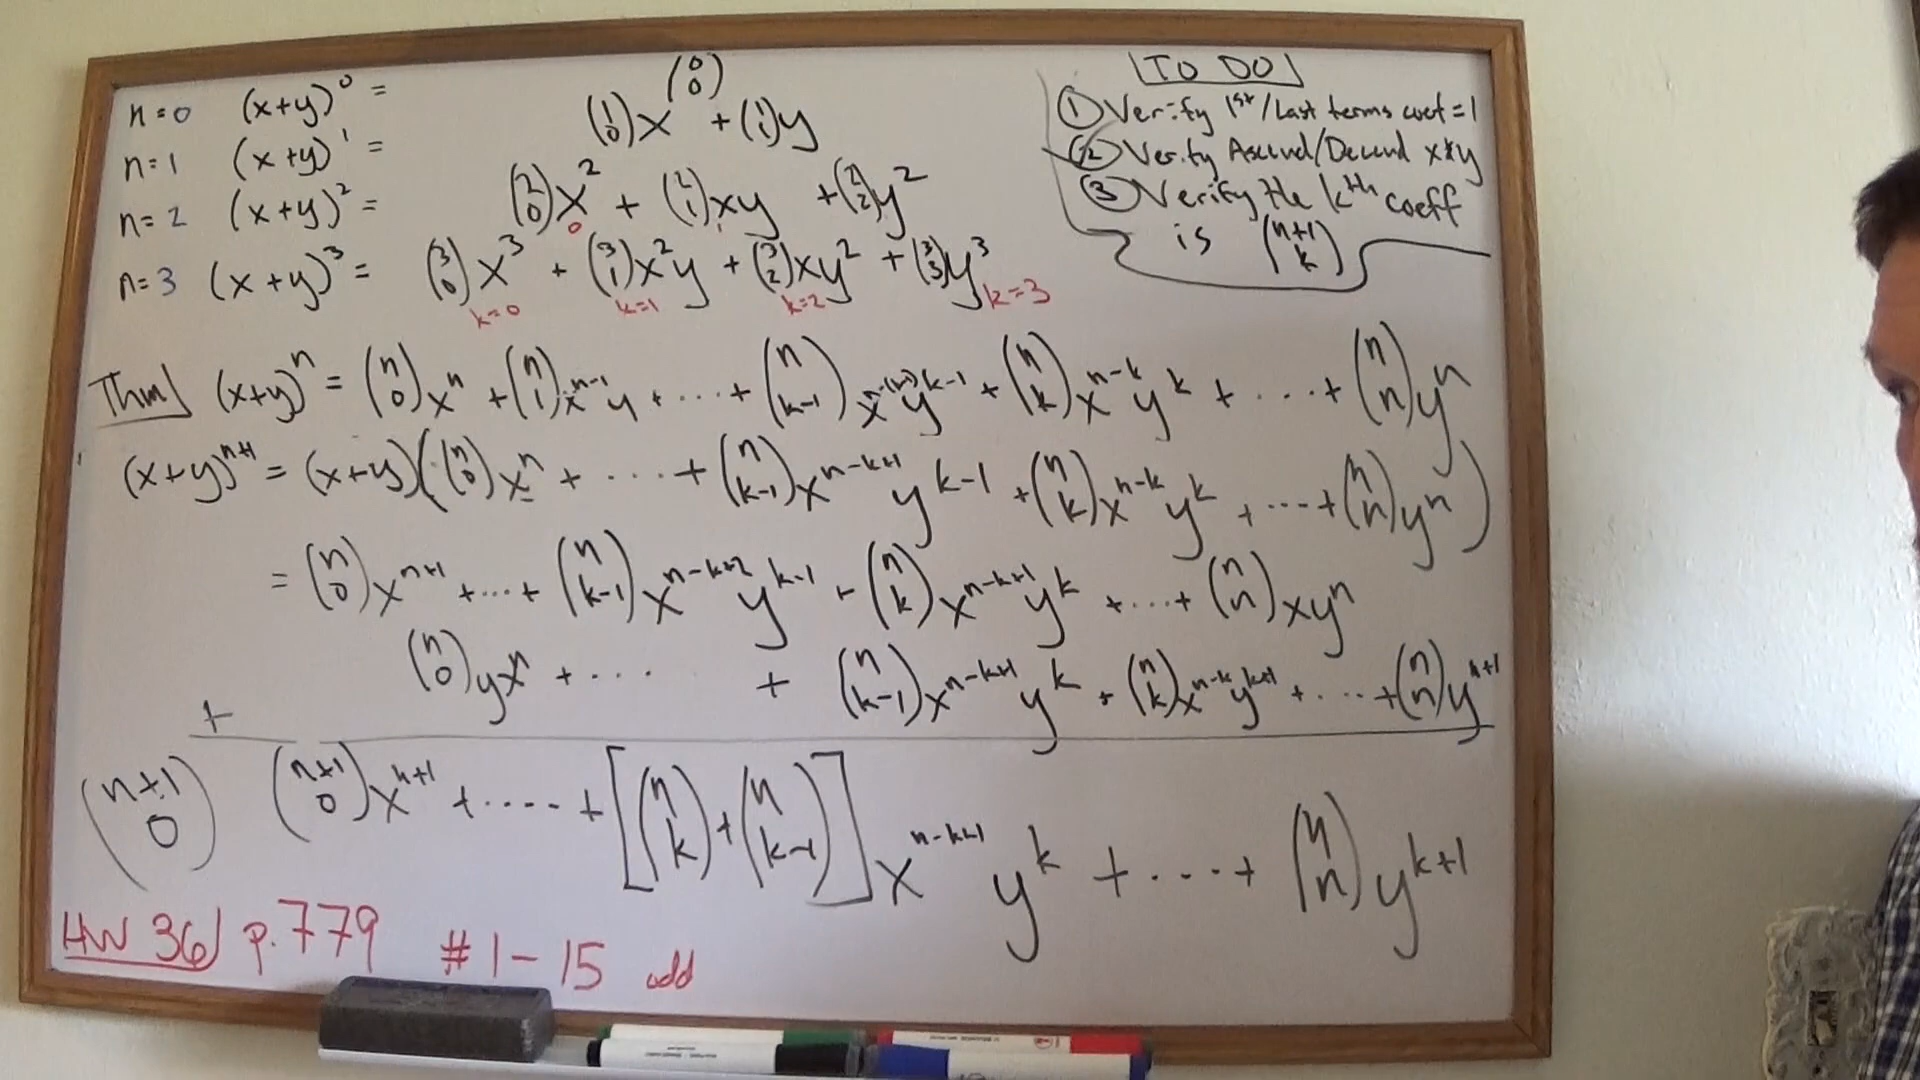 n=0 (x+y)^0 = (0 0)
n=1 (x+y)^1 = (1 0)x + (1 1)y
n=2 (x+y)^2 = (2 0)x^2 + (2 1)xy + (2 2)y^2
0
n=3 (x+y)^3 = (3 0)x^3 + (3 1)x^2y + (3 2)xy^2 + (3 3)y^3
k=0 k=1 k=2 k=3
TO DO
① Verify 1st/Last terms coef=1
② Verify Ascend/Decend x&y
③ Verify the k^th coeff
is (n+1 k)
Thm (x+y)^n = (n 0)x^n + (n 1)x^{n-1}y + ... + (n k-1)x^{n-(k-1)}y^{k-1} + (n k)x^{n-k}y^k + ... + (n n)y^n
(x+y)^{n+1} = (x+y)((n 0)x^n + .... + (n k-1)x^{n-k+1}y^{k-1} + (n k)x^{n-k}y^k + ... + (n n)y^n)
= (n 0)x^{n+1} + ... + (n k-1)x^{n-k+2}y^{k-1} + (n k)x^{n-k+1}y^k + ... + (n n)xy^n
+ (n 0)yx^n + .... + (n k-1)x^{n-k+1}y^k + (n k)x^{n-k}y^{k+1} + ... + (n n)y^{n+1}
(n+1 0) (n+1 0)x^{n+1} + .... + [(n k) + (n k-1)]x^{n-k+1}y^k + .... + (n n)y^{k+1}
HW 36 p.779 #1-15 odd